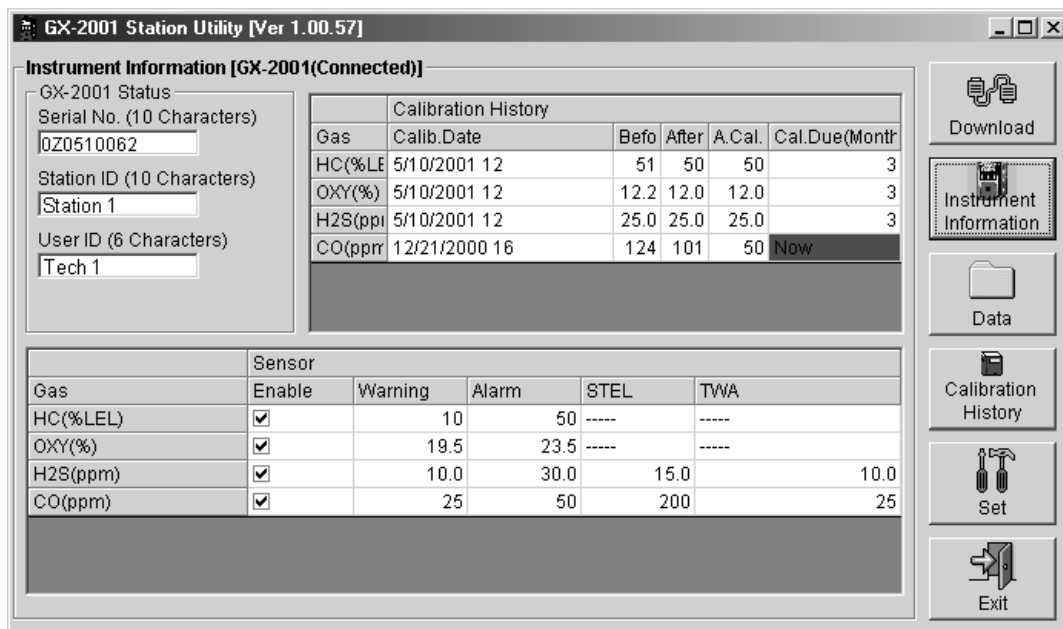 GX-2001 Station Utility [Ver 1.00.57]
Instrument Information [GX-2001(Connected)]
GX-2001 Status
Serial No. (10 Characters)
0Z0510062
Station ID (10 Characters)
Station 1
User ID (6 Characters)
Tech 1
Calibration History
Gas Calib.Date Befo After A.Cal. Cal.Due(Month
HC(%LE 5/10/2001 12 51 50 50 3
OXY(%) 5/10/2001 12 12.2 12.0 12.0 3
H2S(ppm 5/10/2001 12 25.0 25.0 25.0 3
CO(ppm 12/21/2000 16 124 101 50 Now
Sensor
Gas Enable Warning Alarm STEL TWA
HC(%LEL) 10 50 ----- -----
OXY(%) 19.5 23.5 ----- -----
H2S(ppm) 10.0 30.0 15.0 10.0
CO(ppm) 25 50 200 25
Download
Instrument
Information
Data
Calibration
History
Set
Exit